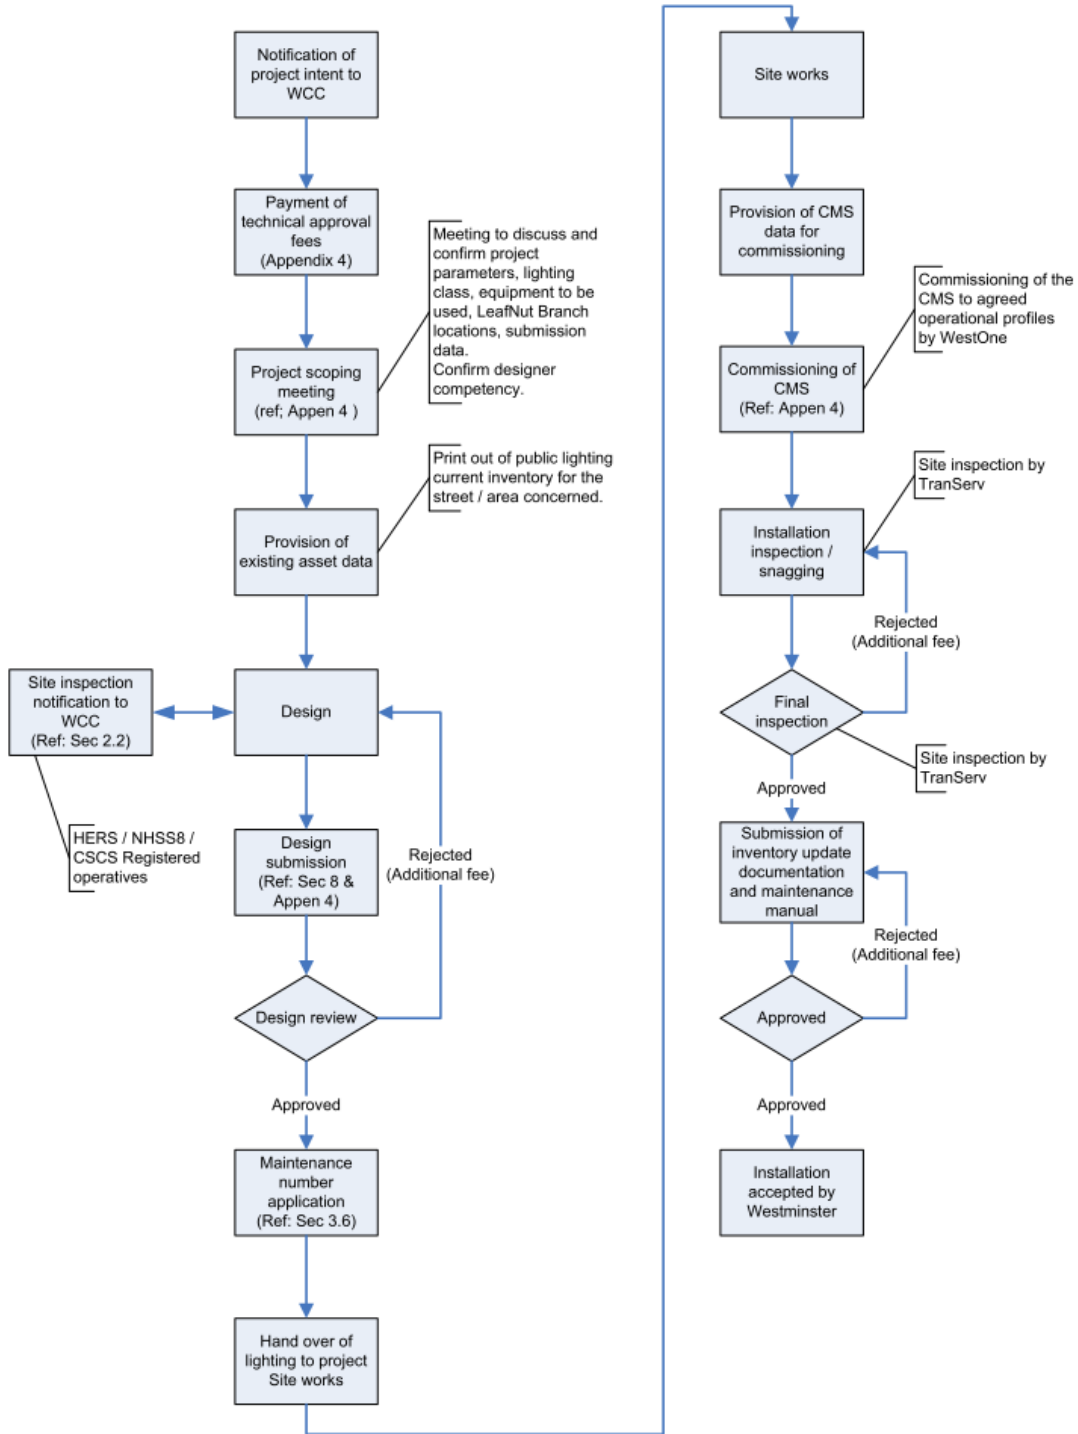 Notification of
project intent to
WCC
Payment of
technical approval
fees
(Appendix 4)
Meeting to discuss and
confirm project
parameters, lighting
class, equipment to be
used, LeafNut Branch
locations, submission
data.
Confirm designer
competency.
Project scoping
meeting
(ref; Appen 4 )
Print out of public lighting
current inventory for the
street / area concerned.
Provision of
existing asset data
Site inspection
notification to
WCC
(Ref: Sec 2.2)
Design
HERS / NHSS8 /
CSCS Registered
operatives
Design
submission
(Ref: Sec 8 &
Appen 4)
Rejected
(Additional fee)
Design review
Approved
Maintenance
number
application
(Ref: Sec 3.6)
Hand over of
lighting to project
Site works
Site works
Provision of CMS
data for
commissioning
Commissioning of the
CMS to agreed
operational profiles
by WestOne
Commissioning of
CMS
(Ref: Appen 4)
Site inspection by
TranServ
Installation
inspection /
snagging
Rejected
(Additional fee)
Final
inspection
Site inspection by
TranServ
Approved
Submission of
inventory update
documentation
and maintenance
manual
Rejected
(Additional fee)
Approved
Approved
Installation
accepted by
Westminster